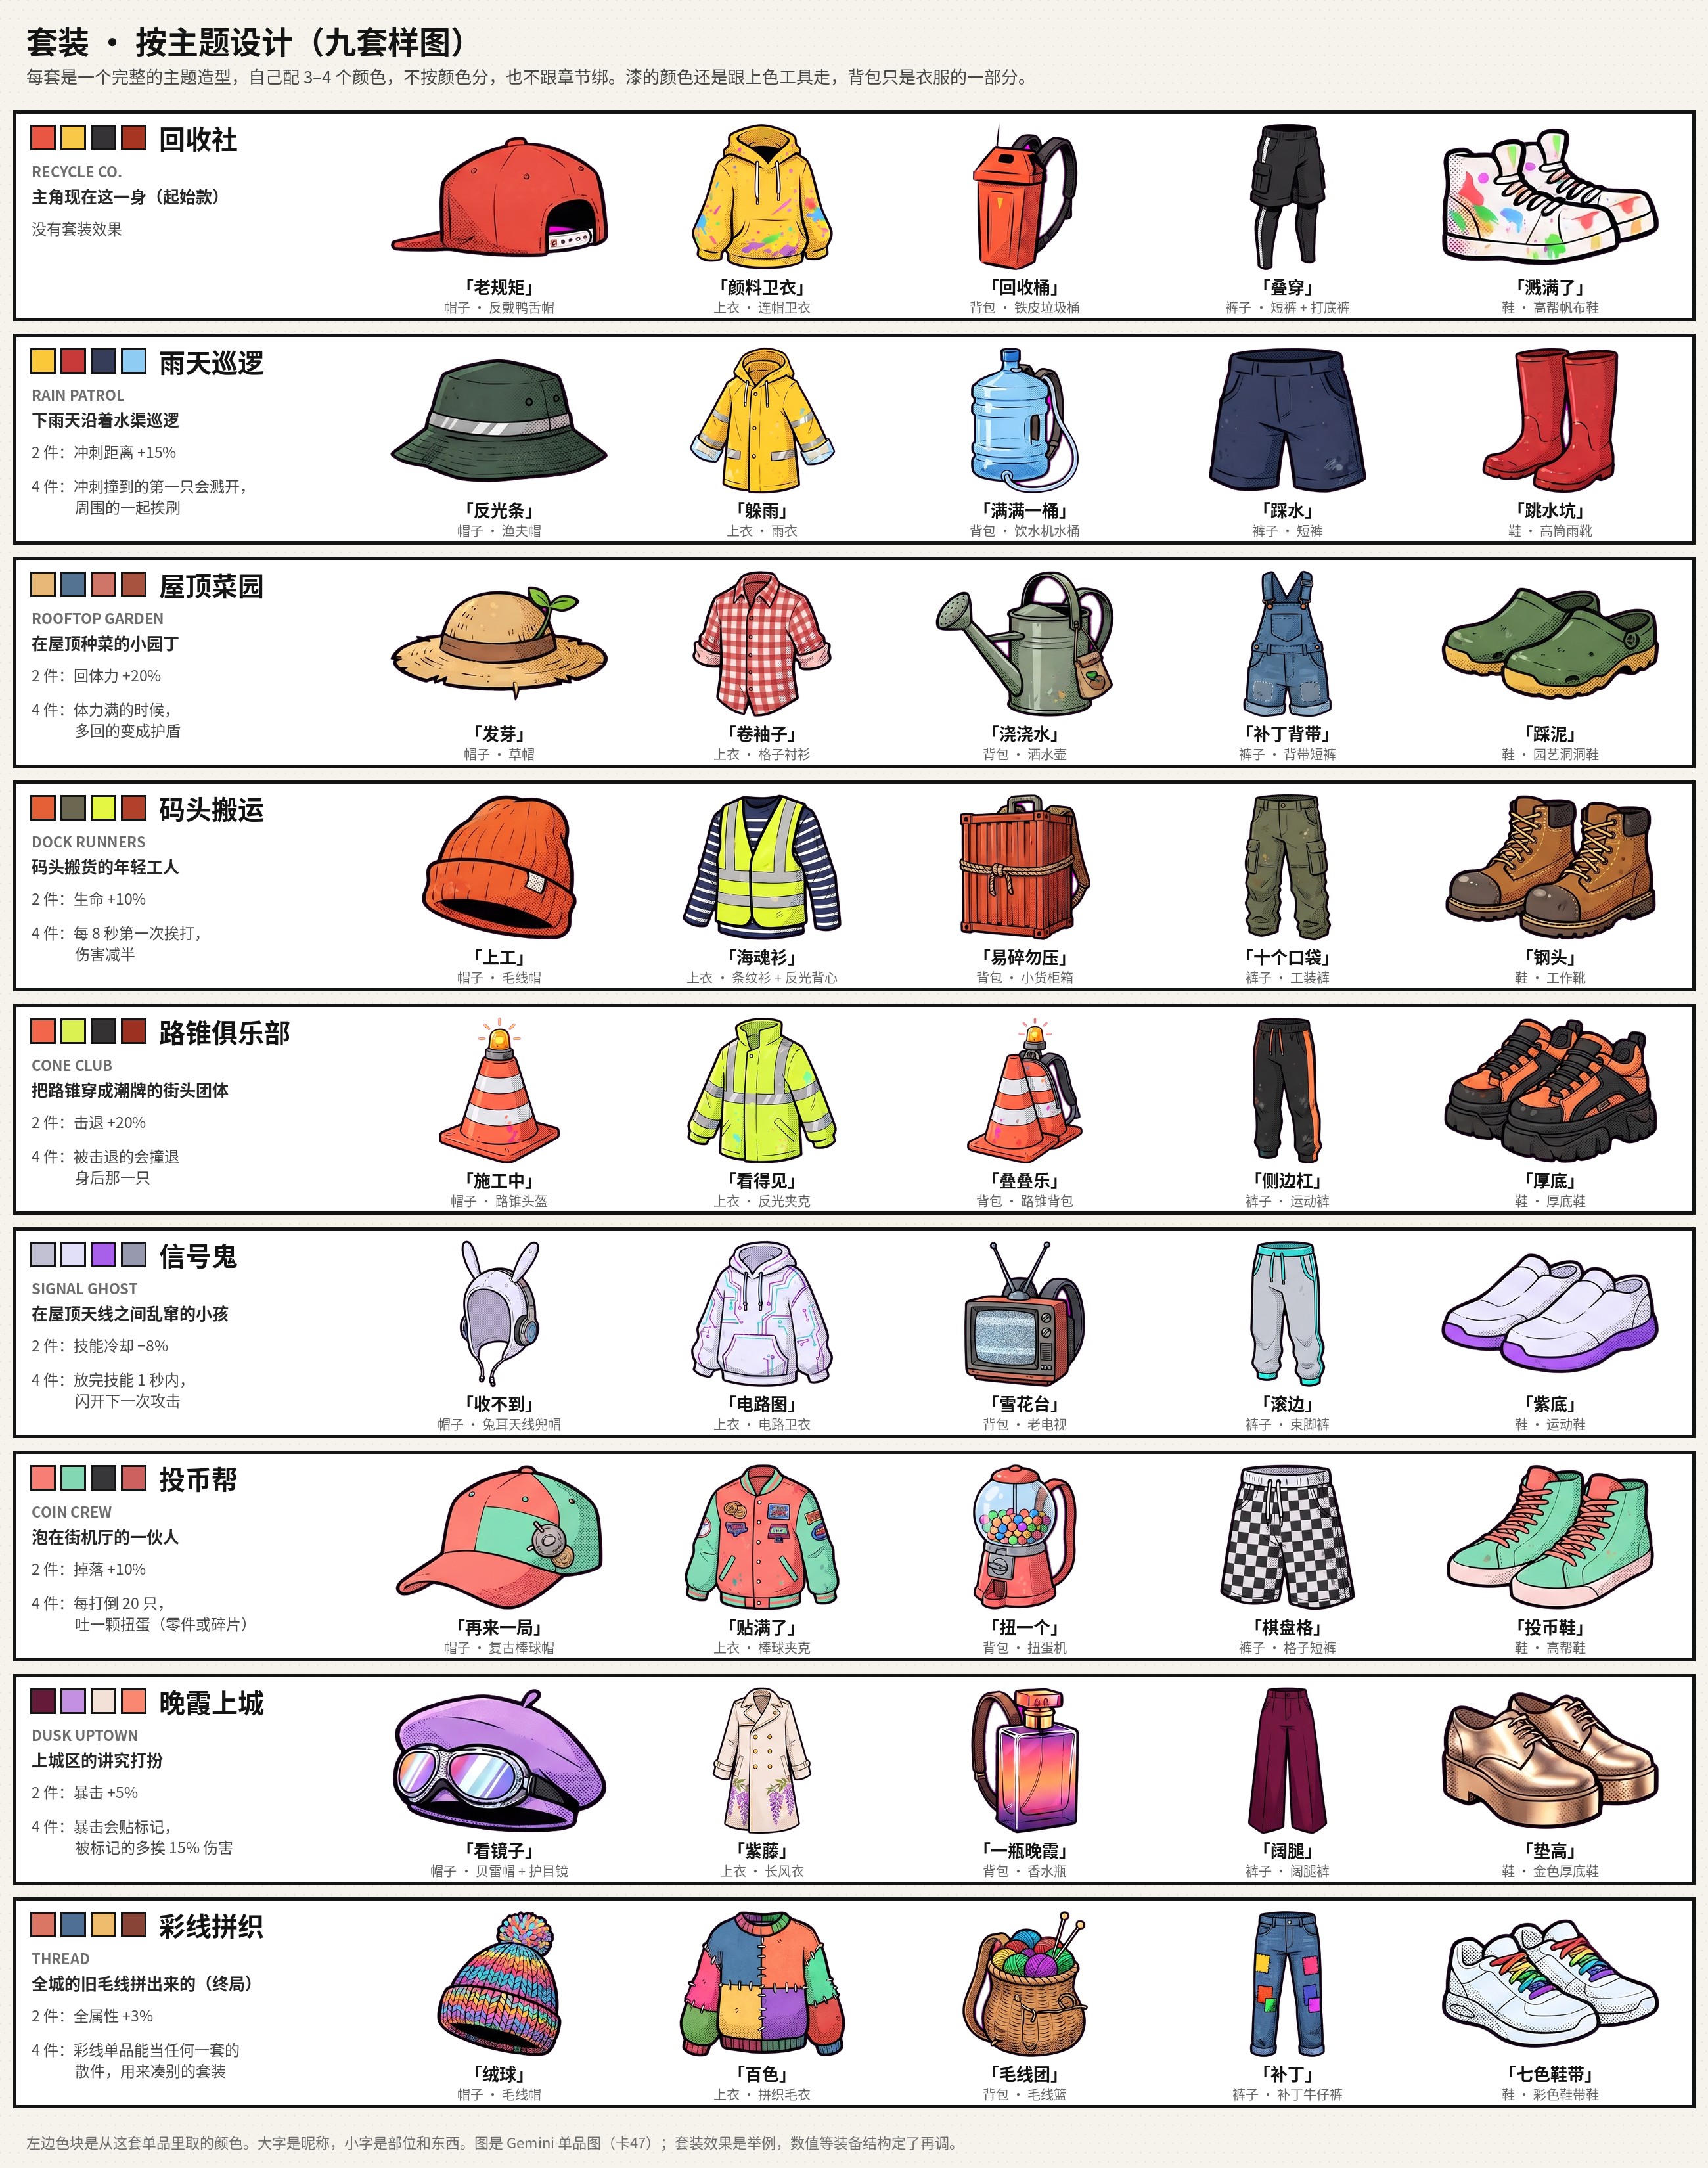 套装 · 按主题设计（九套样图）
每套是一个完整的主题造型，自己配 3–4 个颜色，不按颜色分，也不跟章节绑。漆的颜色还是跟上色工具走，背包只是衣服的一部分。
回收社
RECYCLE CO.
主角现在这一身（起始款）
没有套装效果
「老规矩」
帽子 · 反戴鸭舌帽
「颜料卫衣」
上衣 · 连帽卫衣
「回收桶」
背包 · 铁皮垃圾桶
「叠穿」
裤子 · 短裤 + 打底裤
「溅满了」
鞋 · 高帮帆布鞋
雨天巡逻
RAIN PATROL
下雨天沿着水渠巡逻
2 件：冲刺距离 +15%
4 件：冲刺撞到的第一只会溅开，
周围的一起挨刷
「反光条」
帽子 · 渔夫帽
「躲雨」
上衣 · 雨衣
「满满一桶」
背包 · 饮水机水桶
「踩水」
裤子 · 短裤
「跳水坑」
鞋 · 高筒雨靴
屋顶菜园
ROOFTOP GARDEN
在屋顶种菜的小园丁
2 件：回体力 +20%
4 件：体力满的时候，
多回的变成护盾
「发芽」
帽子 · 草帽
「卷袖子」
上衣 · 格子衬衫
「浇浇水」
背包 · 洒水壶
「补丁背带」
裤子 · 背带短裤
「踩泥」
鞋 · 园艺洞洞鞋
码头搬运
DOCK RUNNERS
码头搬货的年轻工人
2 件：生命 +10%
4 件：每 8 秒第一次挨打，
伤害减半
「上工」
帽子 · 毛线帽
「海魂衫」
上衣 · 条纹衫 + 反光背心
「易碎勿压」
背包 · 小货柜箱
「十个口袋」
裤子 · 工装裤
「钢头」
鞋 · 工作靴
路锥俱乐部
CONE CLUB
把路锥穿成潮牌的街头团体
2 件：击退 +20%
4 件：被击退的会撞退
身后那一只
「施工中」
帽子 · 路锥头盔
「看得见」
上衣 · 反光夹克
「叠叠乐」
背包 · 路锥背包
「侧边杠」
裤子 · 运动裤
「厚底」
鞋 · 厚底鞋
信号鬼
SIGNAL GHOST
在屋顶天线之间乱窜的小孩
2 件：技能冷却 −8%
4 件：放完技能 1 秒内，
闪开下一次攻击
「收不到」
帽子 · 兔耳天线兜帽
「电路图」
上衣 · 电路卫衣
「雪花台」
背包 · 老电视
「滚边」
裤子 · 束脚裤
「紫底」
鞋 · 运动鞋
投币帮
COIN CREW
泡在街机厅的一伙人
2 件：掉落 +10%
4 件：每打倒 20 只，
吐一颗扭蛋（零件或碎片）
「再来一局」
帽子 · 复古棒球帽
「贴满了」
上衣 · 棒球夹克
「扭一个」
背包 · 扭蛋机
「棋盘格」
裤子 · 格子短裤
「投币鞋」
鞋 · 高帮鞋
晚霞上城
DUSK UPTOWN
上城区的讲究打扮
2 件：暴击 +5%
4 件：暴击会贴标记，
被标记的多挨 15% 伤害
「看镜子」
帽子 · 贝雷帽 + 护目镜
「紫藤」
上衣 · 长风衣
「一瓶晚霞」
背包 · 香水瓶
「阔腿」
裤子 · 阔腿裤
「垫高」
鞋 · 金色厚底鞋
彩线拼织
THREAD
全城的旧毛线拼出来的（终局）
2 件：全属性 +3%
4 件：彩线单品能当任何一套的
散件，用来凑别的套装
「绒球」
帽子 · 毛线帽
「百色」
上衣 · 拼织毛衣
「毛线团」
背包 · 毛线篮
「补丁」
裤子 · 补丁牛仔裤
「七色鞋带」
鞋 · 彩色鞋带鞋
左边色块是从这套单品里取的颜色。大字是昵称，小字是部位和东西。图是 Gemini 单品图（卡47）；套装效果是举例，数值等装备结构定了再调。